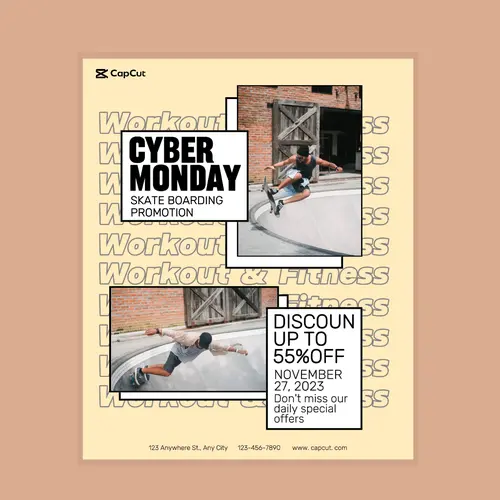 CapCut
Workout
CYBER
MONDAY
SKATE BOARDING
PROMOTION
Workout
Workout & Fitness
Fitness
DISCOUN
UP TO
55%OFF
NOVEMBER
27, 2023
Don't miss our
daily special
offers
123 Anywhere St., Any City 123-456-7890 www. capcut. com